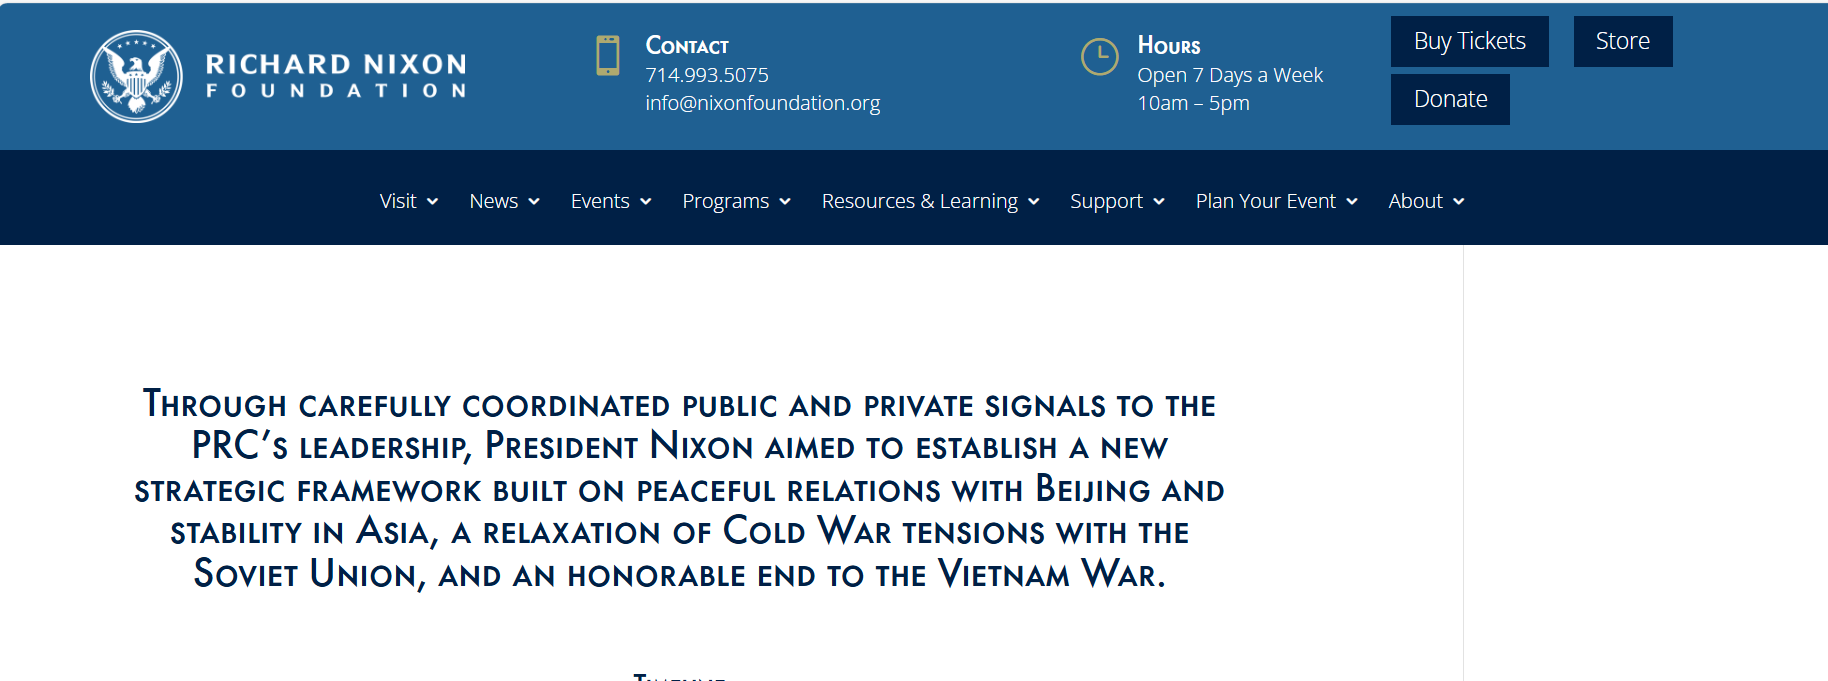 RICHARD NIXON
FOUNDATION
Contact
714.993.5075
info@nixonfoundation.org
Hours
Open 7 Days a Week
10am – 5pm
Buy Tickets
Store
Donate
Visit
News
Events
Programs
Resources & Learning
Support
Plan Your Event
About
Through carefully coordinated public and private signals to the
PRC’s leadership, President Nixon aimed to establish a new
strategic framework built on peaceful relations with Beijing and
stability in Asia, a relaxation of Cold War tensions with the
Soviet Union, and an honorable end to the Vietnam War.